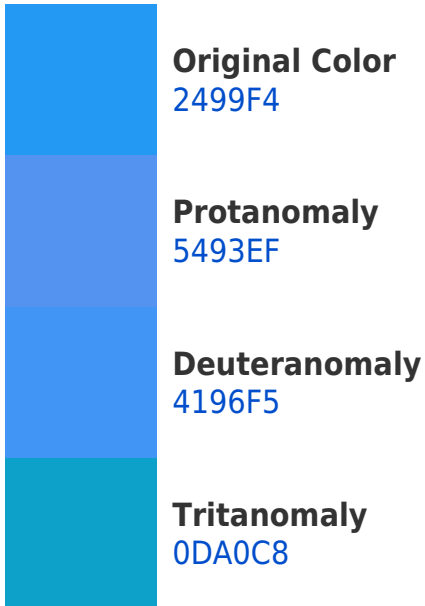 Original Color
2499F4
Protanomaly
5493EF
Deuteranomaly
4196F5
Tritanomaly
0DA0C8